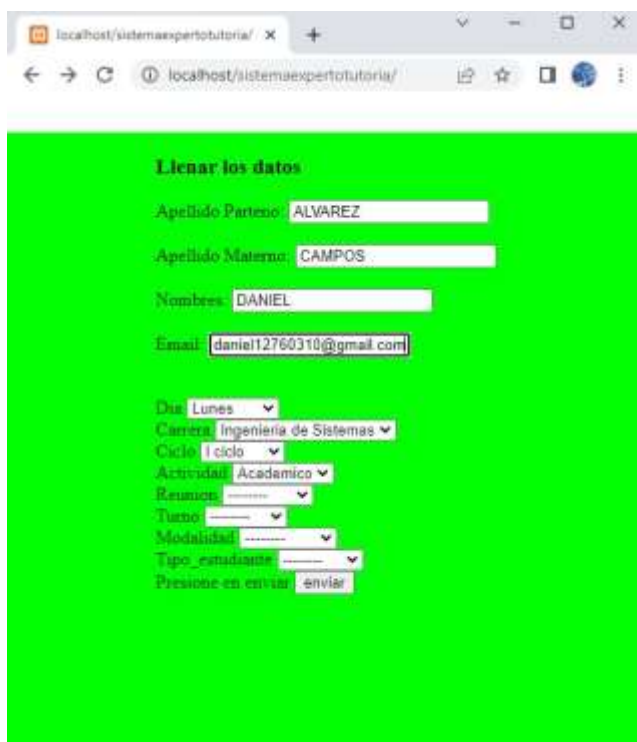 localhost/sistemaexpertotutoria/
localhost/sistemaexpertotutoria/
Llenar los datos
Apellido Parteno: ALVAREZ
Apellido Materno: CAMPOS
Nombres: DANIEL
Email: daniel12760310@gmail.com
Dia Lunes
Carrera Ingenieria de Sistemas
Ciclo I ciclo
Actividad Academico
Reunion --------
Turno --------
Modalidad --------
Tipo_estudiante --------
Presione en enviar enviar